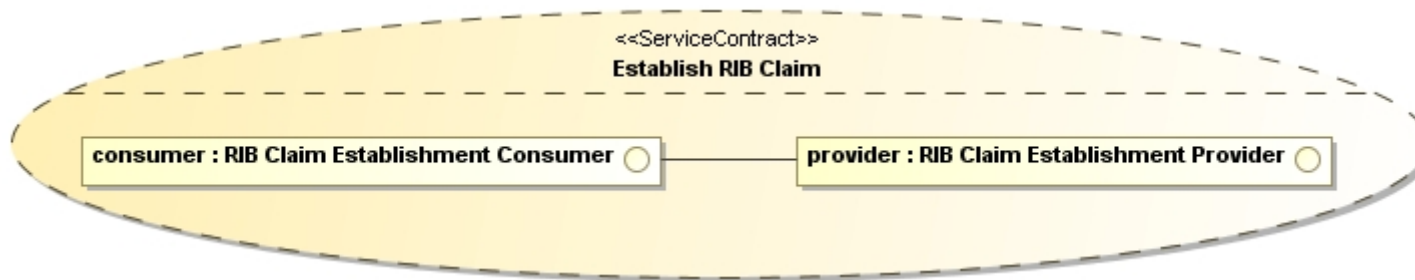 <<ServiceContract>>
Establish RIB Claim
consumer : RIB Claim Establishment Consumer
provider : RIB Claim Establishment Provider